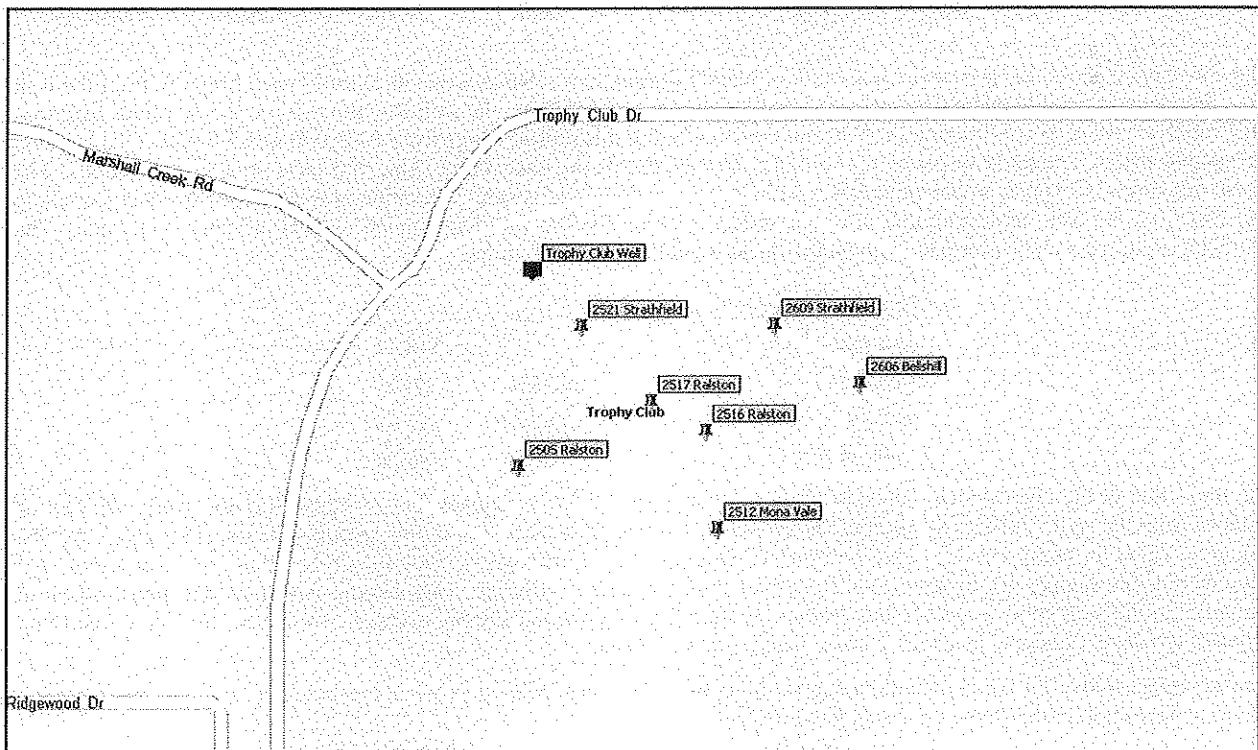 Trophy Club Dr
Marshall Creek Rd
Trophy Club Well
2521 Strathfield
2609 Strathfield
2606 Bellshill
2517 Ralston
Trophy Club
2516 Ralston
2505 Ralston
2512 Mona Vale
Ridgewood Dr